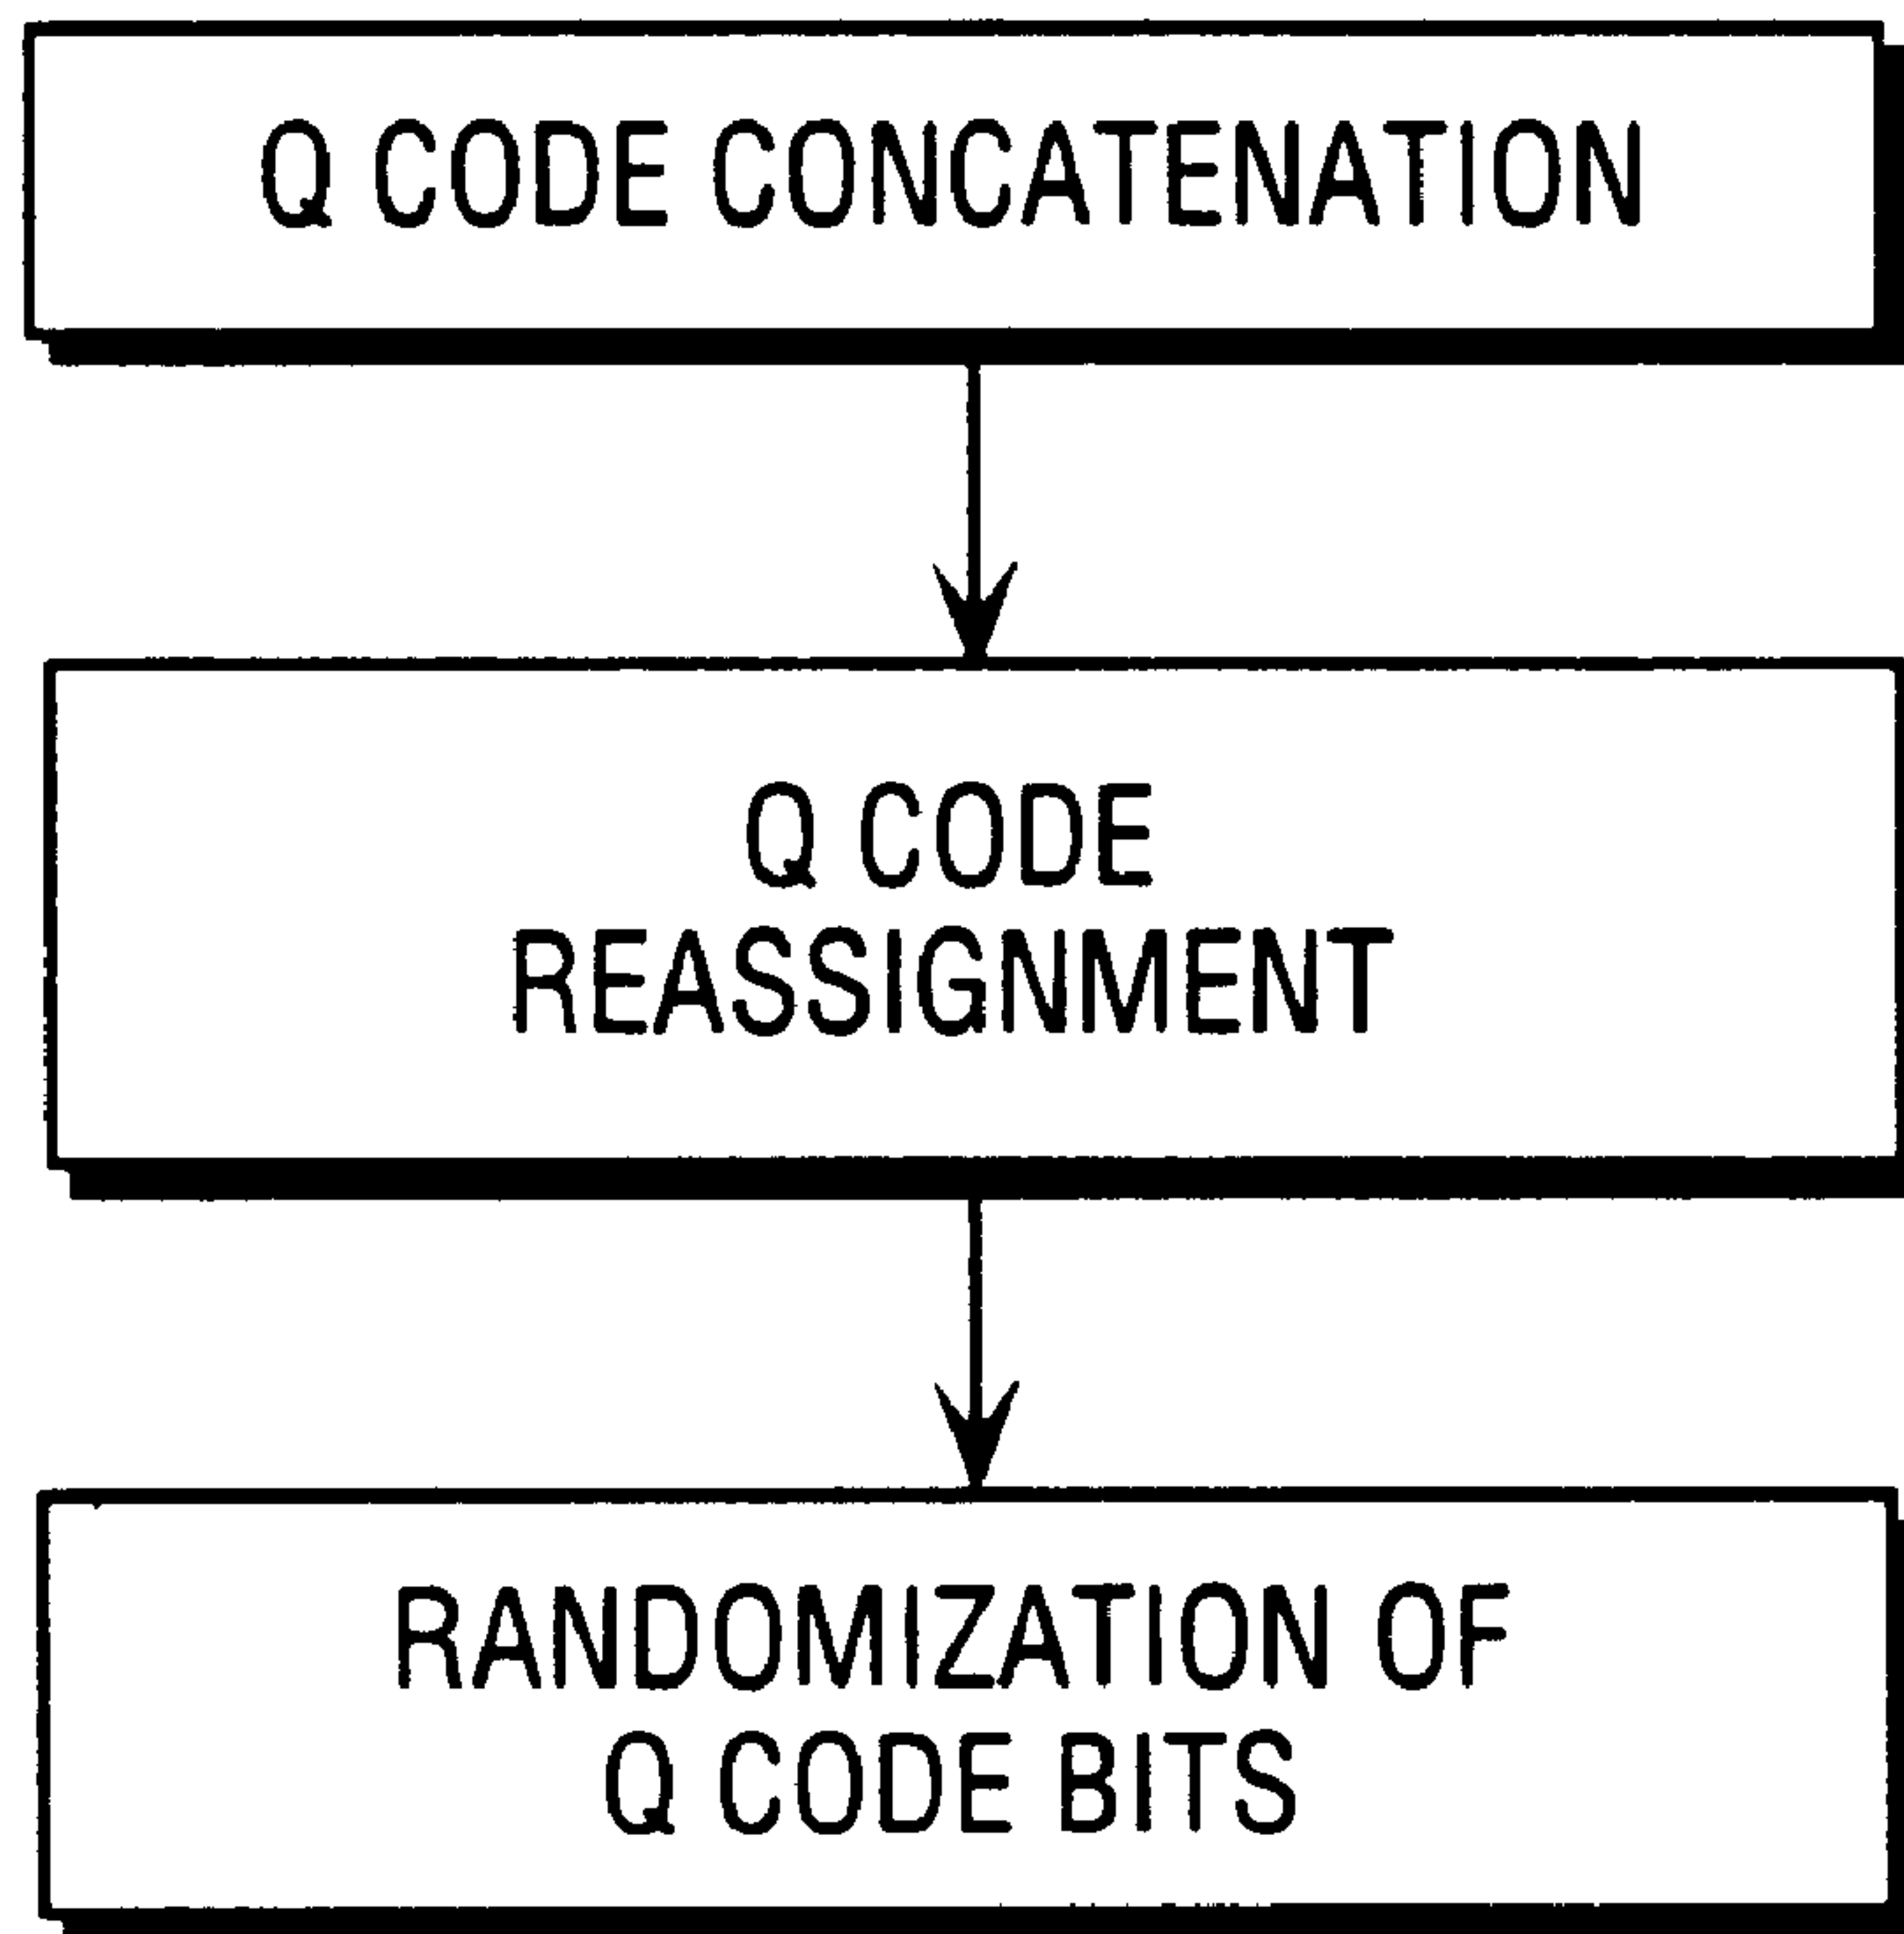 Q CODE CONCATENATION
Q CODE
REASSIGNMENT
RANDOMIZATION OF
Q CODE BITS